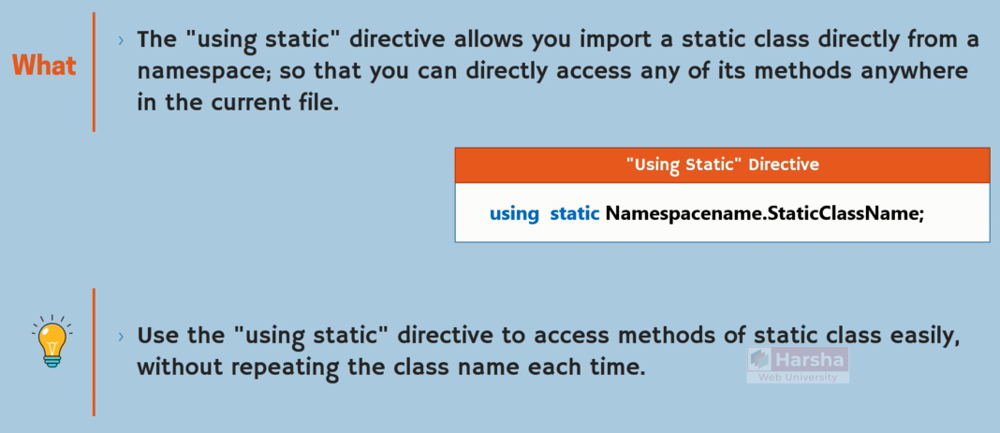 What
› The "using static" directive allows you import a static class directly from a
namespace; so that you can directly access any of its methods anywhere
in the current file.
"Using Static" Directive
using static Namespacename.StaticClassName;
› Use the "using static" directive to access methods of static class easily,
without repeating the class name each time.
Harsha
Web University